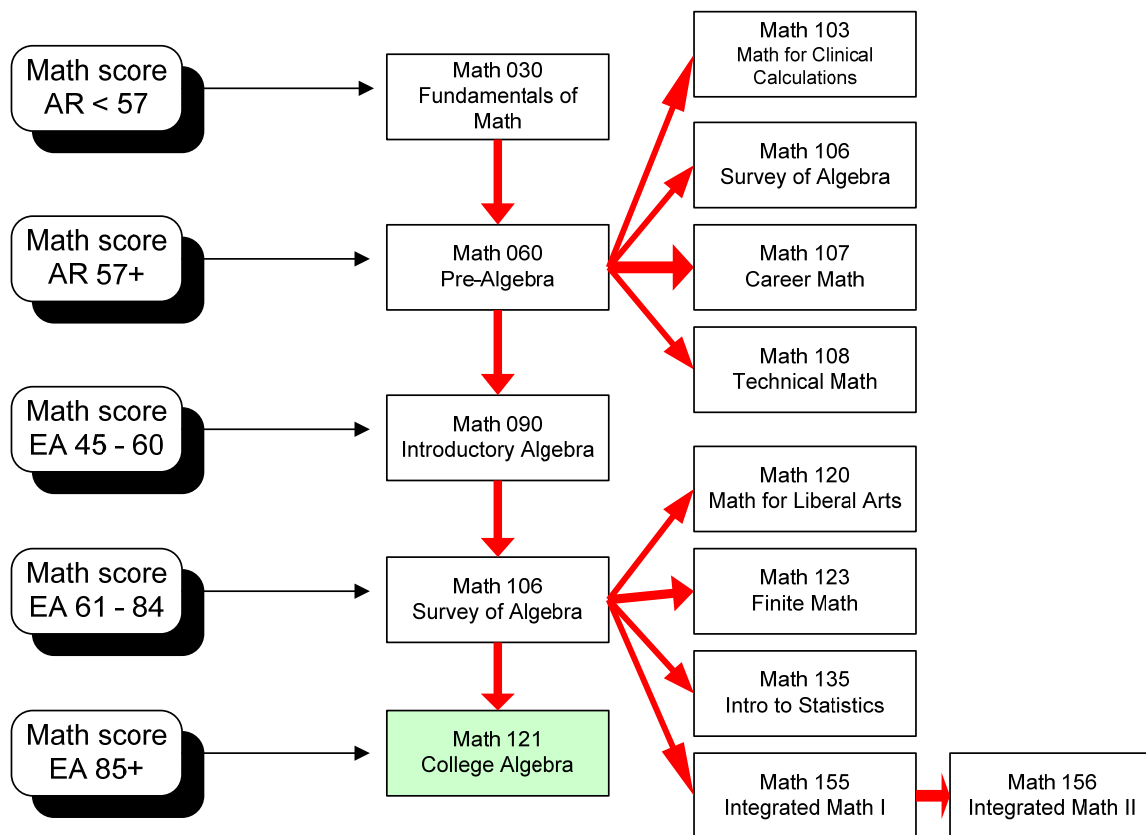 Math score
AR < 57
Math 030
Fundamentals of
Math
Math 103
Math for Clinical
Calculations
Math 106
Survey of Algebra
Math score
AR 57+
Math 060
Pre-Algebra
Math 107
Career Math
Math 108
Technical Math
Math score
EA 45 - 60
Math 090
Introductory Algebra
Math 120
Math for Liberal Arts
Math score
EA 61 - 84
Math 106
Survey of Algebra
Math 123
Finite Math
Math 135
Intro to Statistics
Math score
EA 85+
Math 121
College Algebra
Math 155
Integrated Math I
Math 156
Integrated Math II